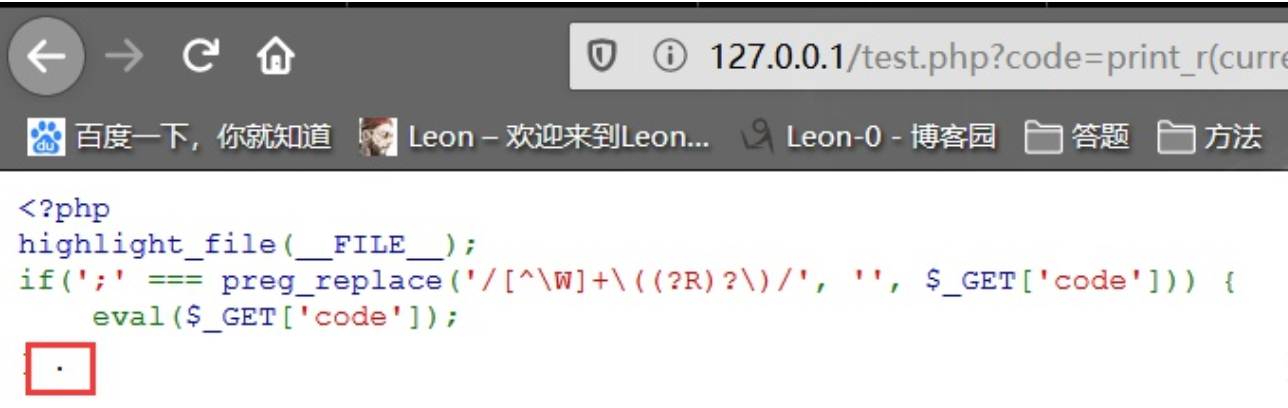 127.0.0.1/test.php?code=print_r(curre
百度一下，你就知道 Leon – 欢迎来到Leon... Leon-0 - 博客园 答题 方法
<?php
highlight_file(__FILE__);
if(';' === preg_replace('/[^\W]+\((?R)?\)/', '', $_GET['code'])) {
    eval($_GET['code']);
} .